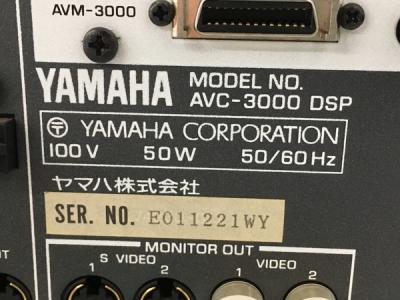 AVM-3000
YAMAHA MODEL NO. AVC-3000 DSP
〒 YAMAHA CORPORATION
100 V 50 W 50/60 Hz
ヤマハ株式会社
SER. NO. E011221WY
MONITOR OUT
S VIDEO VIDEO
1 2 1 2